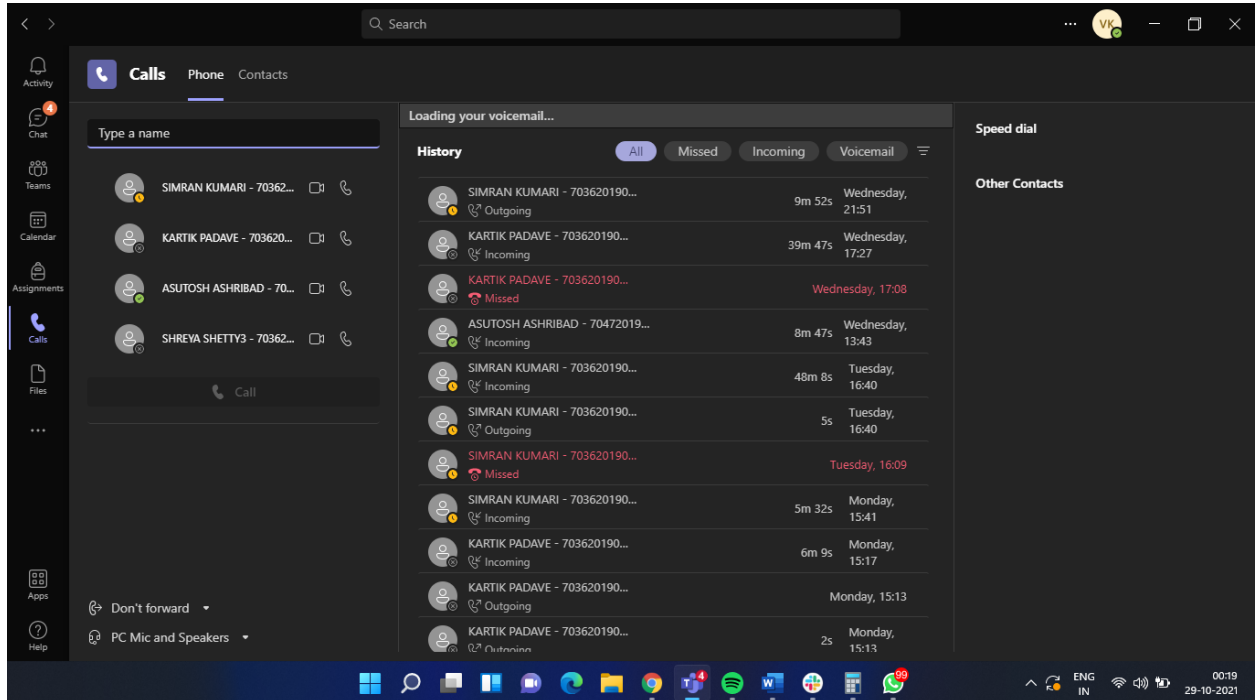 Search
VK
Activity
4
Chat
Teams
Calendar
Assignments
Calls
Files
Apps
Help
Calls Phone Contacts
Type a name
SIMRAN KUMARI - 70362...
KARTIK PADAVE - 703620...
ASUTOSH ASHRIBAD - 70...
SHREYA SHETTY3 - 70362...
Call
Don't forward
PC Mic and Speakers
Loading your voicemail...
History All Missed Incoming Voicemail
SIMRAN KUMARI - 703620190...
Outgoing
9m 52s
Wednesday,
21:51
KARTIK PADAVE - 703620190...
Incoming
39m 47s
Wednesday,
17:27
KARTIK PADAVE - 703620190...
Missed
Wednesday, 17:08
ASUTOSH ASHRIBAD - 70472019...
Incoming
8m 47s
Wednesday,
13:43
SIMRAN KUMARI - 703620190...
Incoming
48m 8s
Tuesday,
16:40
SIMRAN KUMARI - 703620190...
Outgoing
5s
Tuesday,
16:40
SIMRAN KUMARI - 703620190...
Missed
Tuesday, 16:09
SIMRAN KUMARI - 703620190...
Incoming
5m 32s
Monday,
15:41
KARTIK PADAVE - 703620190...
Incoming
6m 9s
Monday,
15:17
KARTIK PADAVE - 703620190...
Outgoing
Monday, 15:13
KARTIK PADAVE - 703620190...
Outgoing
2s
Monday,
15:13
Speed dial
Other Contacts
4
99
ENG
IN
00:19
29-10-2021